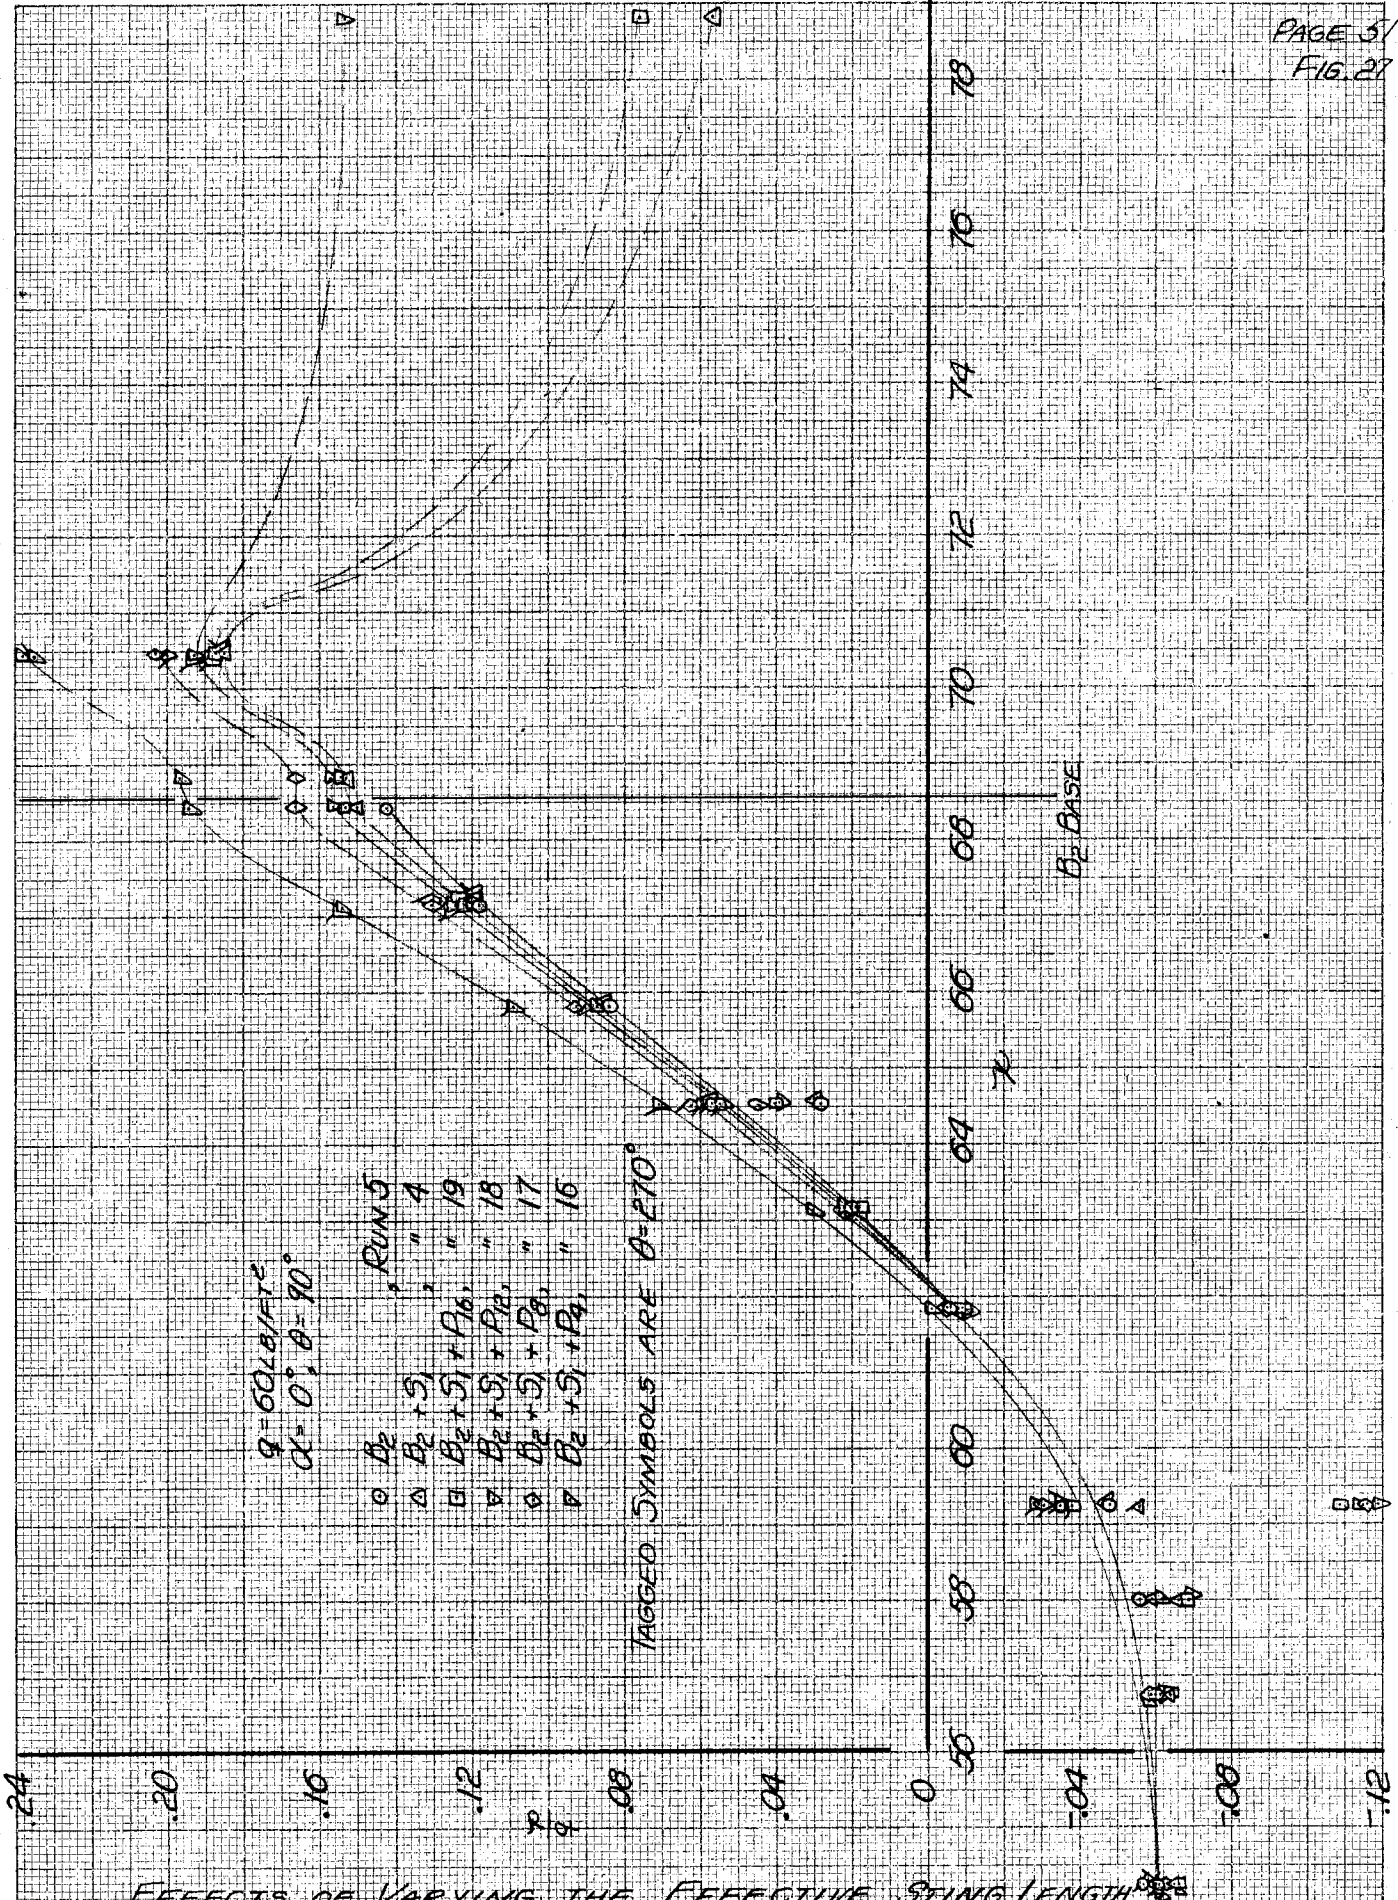 PAGE 51
FIG. 27
q = 60 LB/FT²
α = 0°, θ = 90°
○ B₂ , RUN 5
△ B₂ + S₁ , " 4
□ B₂ + S₁ + P₁₆, " 19
▽ B₂ + S₁ + P₁₂, " 18
◇ B₂ + S₁ + P₈, " 17
▽ B₂ + S₁ + P₄, " 16
TAGGED SYMBOLS ARE θ = 270°
.24
.20
.16
.12
.08
.04
0
-.04
-.08
-.12
56
58
60
64
66
68
70
72
74
76
78
x
B₂ BASE
EFFECTS OF VARYING THE EFFECTIVE STING LENGTH